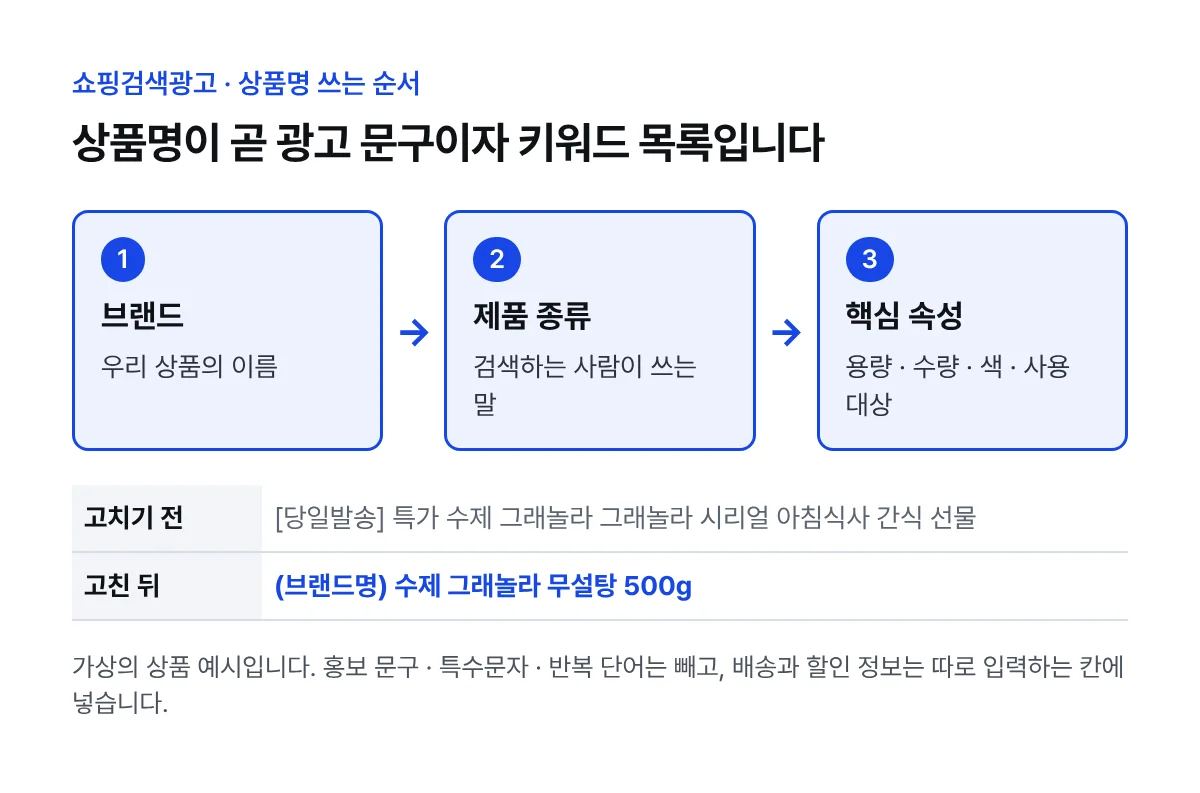 쇼핑검색광고 · 상품명 쓰는 순서
상품명이 곧 광고 문구이자 키워드 목록입니다
1
브랜드
우리 상품의 이름
→
2
제품 종류
검색하는 사람이 쓰는
말
→
3
핵심 속성
용량 · 수량 · 색 · 사용
대상
고치기 전 [당일발송] 특가 수제 그래놀라 그래놀라 시리얼 아침식사 간식 선물
고친 뒤 (브랜드명) 수제 그래놀라 무설탕 500g
가상의 상품 예시입니다. 홍보 문구 · 특수문자 · 반복 단어는 빼고, 배송과 할인 정보는 따로 입력하는 칸에
넣습니다.